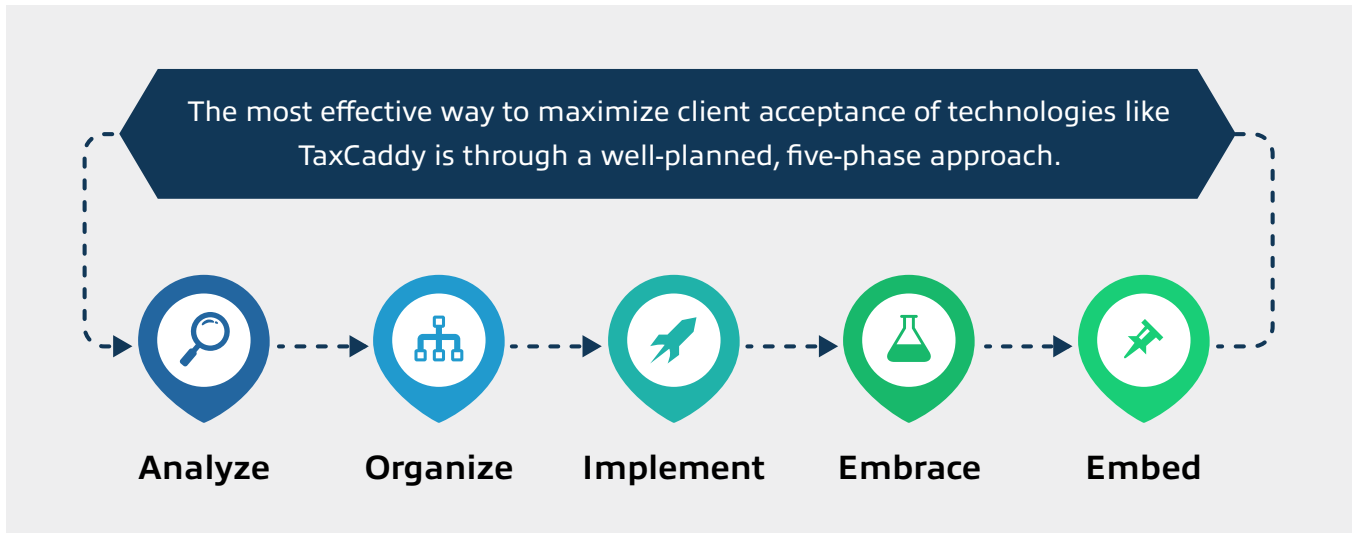 The most effective way to maximize client acceptance of technologies like
TaxCaddy is through a well-planned, five-phase approach.
Analyze
Organize
Implement
Embrace
Embed